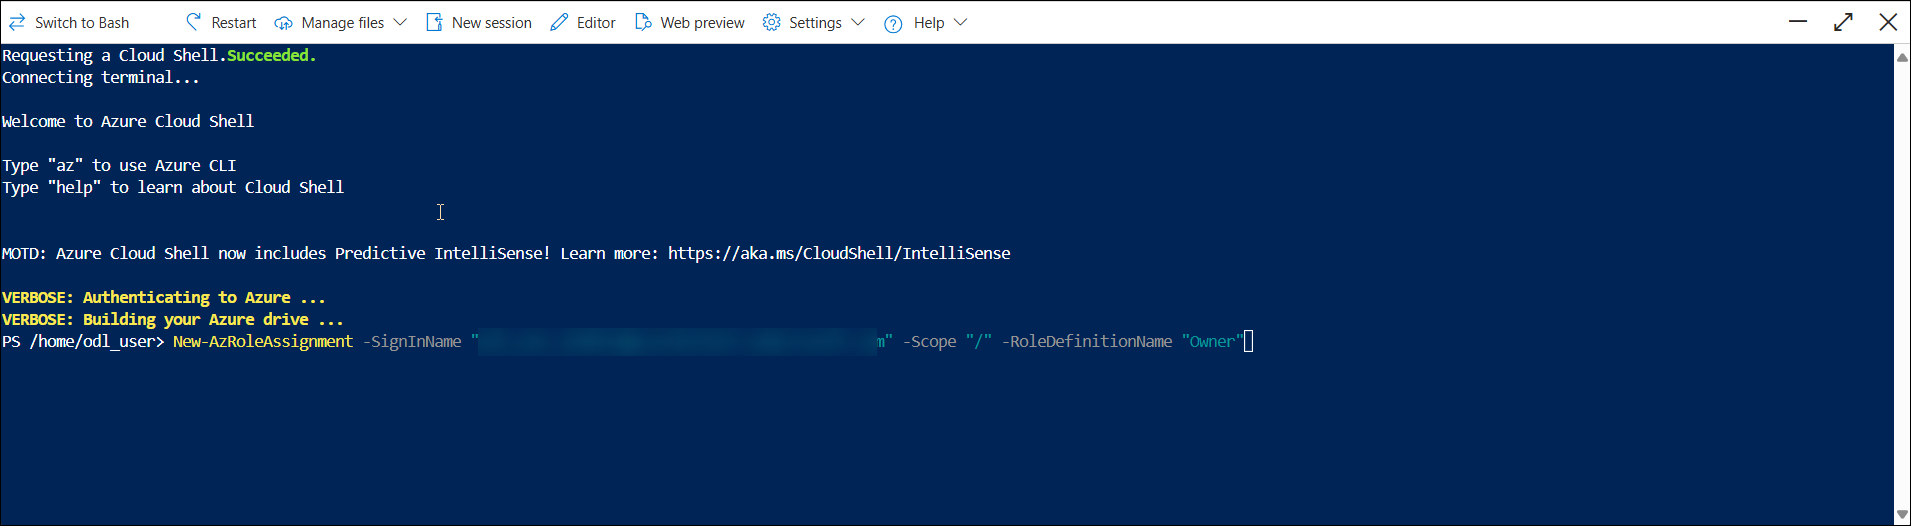 Switch to Bash Restart Manage files New session Editor Web preview Settings Help
Requesting a Cloud Shell.Succeeded.
Connecting terminal...
Welcome to Azure Cloud Shell
Type "az" to use Azure CLI
Type "help" to learn about Cloud Shell
MOTD: Azure Cloud Shell now includes Predictive IntelliSense! Learn more: https://aka.ms/CloudShell/IntelliSense
VERBOSE: Authenticating to Azure ...
VERBOSE: Building your Azure drive ...
PS /home/odl_user> New-AzRoleAssignment -SignInName " m" -Scope "/" -RoleDefinitionName "Owner"